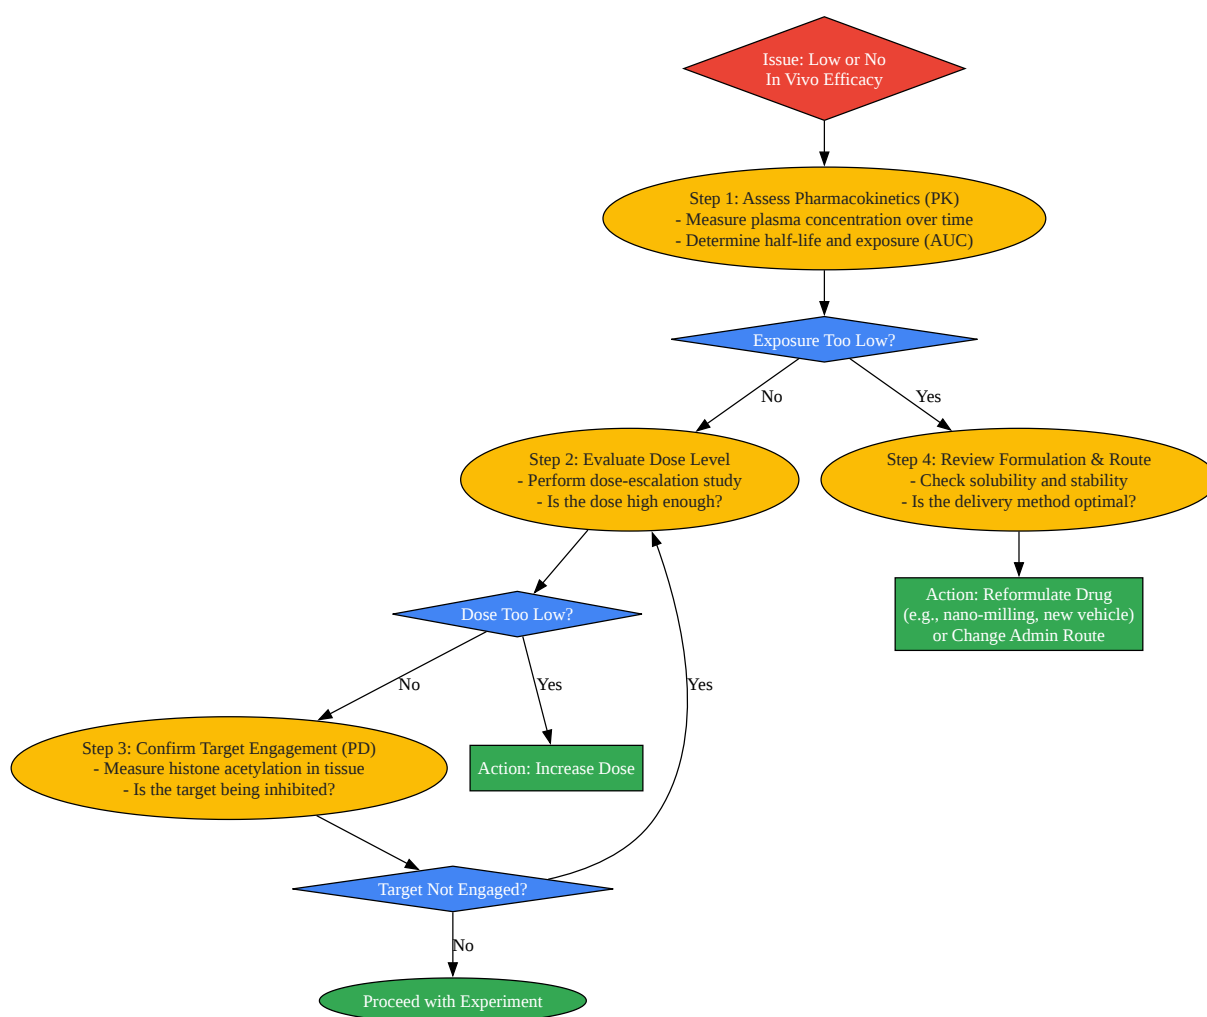 Issue: Low or No
In Vivo Efficacy
Step 1: Assess Pharmacokinetics (PK)
- Measure plasma concentration over time
- Determine half-life and exposure (AUC)
Exposure Too Low?
No
Yes
Step 2: Evaluate Dose Level
- Perform dose-escalation study
- Is the dose high enough?
Step 4: Review Formulation & Route
- Check solubility and stability
- Is the delivery method optimal?
Dose Too Low?
Action: Reformulate Drug
(e.g., nano-milling, new vehicle)
or Change Admin Route
No
Yes
Yes
Step 3: Confirm Target Engagement (PD)
- Measure histone acetylation in tissue
- Is the target being inhibited?
Action: Increase Dose
Target Not Engaged?
No
Proceed with Experiment